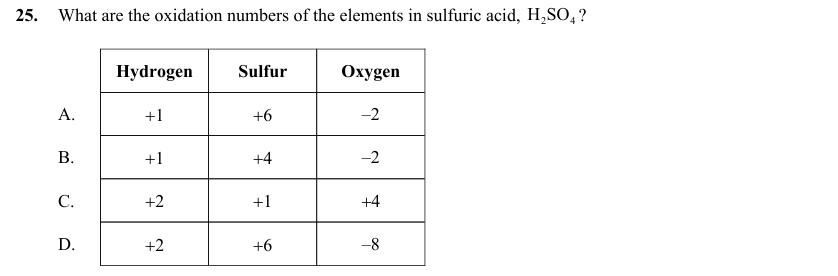 25. What are the oxidation numbers of the elements in sulfuric acid, H₂SO₄ ?
Hydrogen Sulfur Oxygen
A. +1 +6 –2
B. +1 +4 –2
C. +2 +1 +4
D. +2 +6 –8